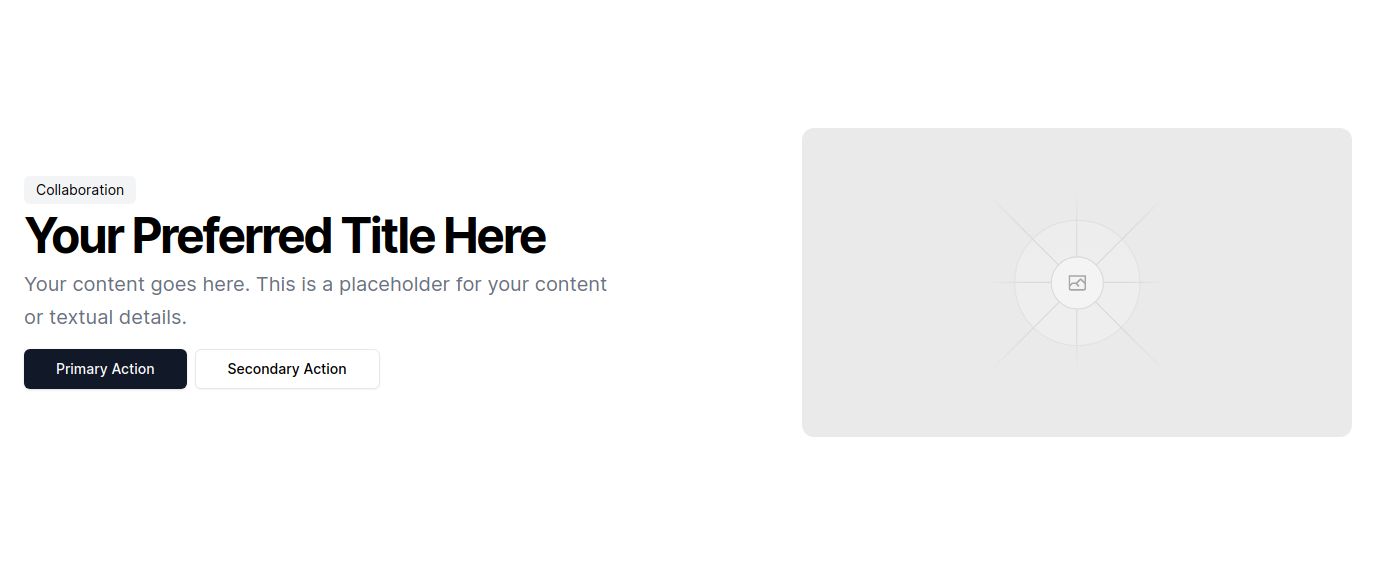 Collaboration
Your Preferred Title Here
Your content goes here. This is a placeholder for your content
or textual details.
Primary Action
Secondary Action